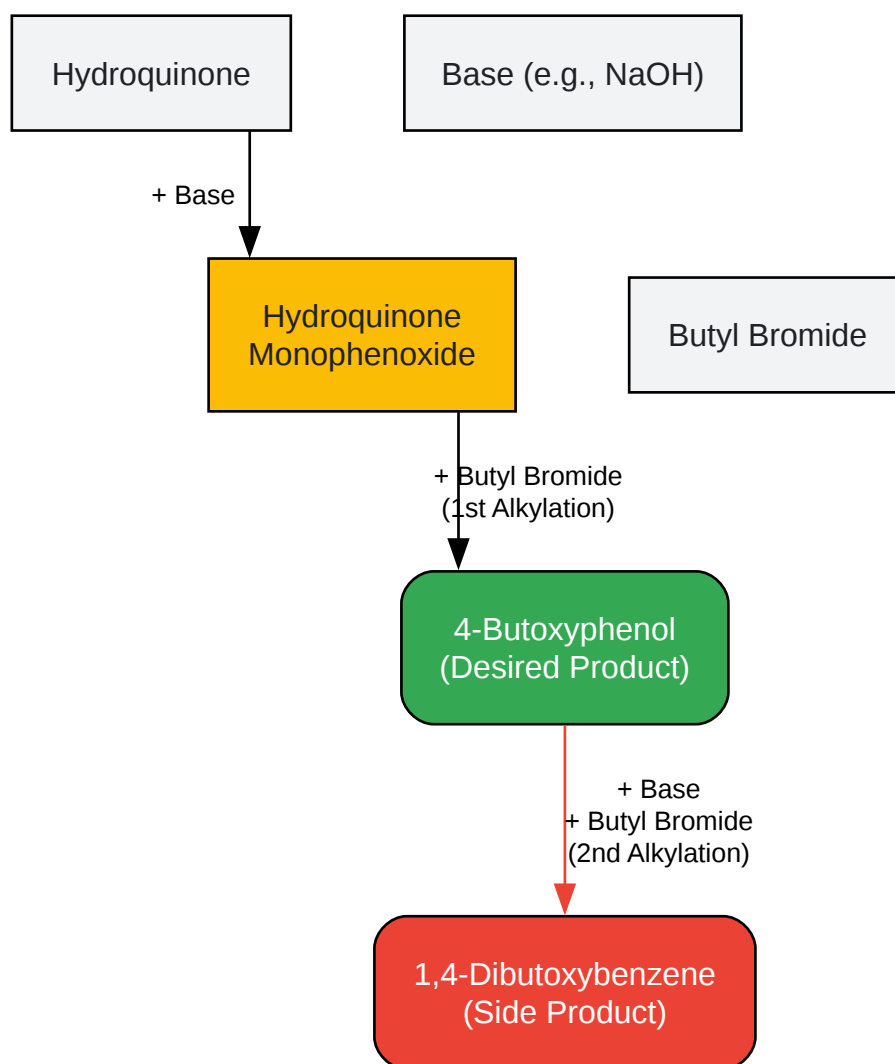 Hydroquinone
Base (e.g., NaOH)
+ Base
Hydroquinone
Monophenoxide
Butyl Bromide
+ Butyl Bromide
(1st Alkylation)
4-Butoxyphenol
(Desired Product)
+ Base
+ Butyl Bromide
(2nd Alkylation)
1,4-Dibutoxybenzene
(Side Product)